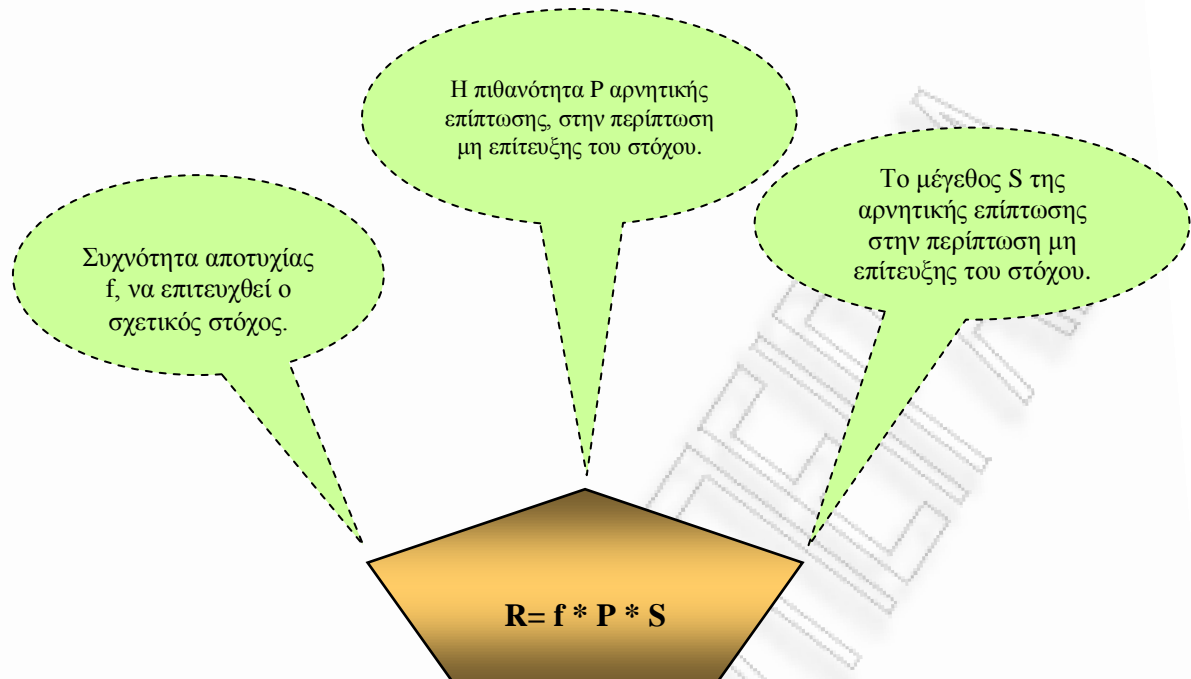 Η πιθανότητα P αρνητικής
επίπτωσης, στην περίπτωση
μη επίτευξης του στόχου.
Το μέγεθος S της
αρνητικής επίπτωσης
στην περίπτωση μη
επίτευξης του στόχου.
Συχνότητα αποτυχίας
f, να επιτευχθεί ο
σχετικός στόχος.
R= f * P * S